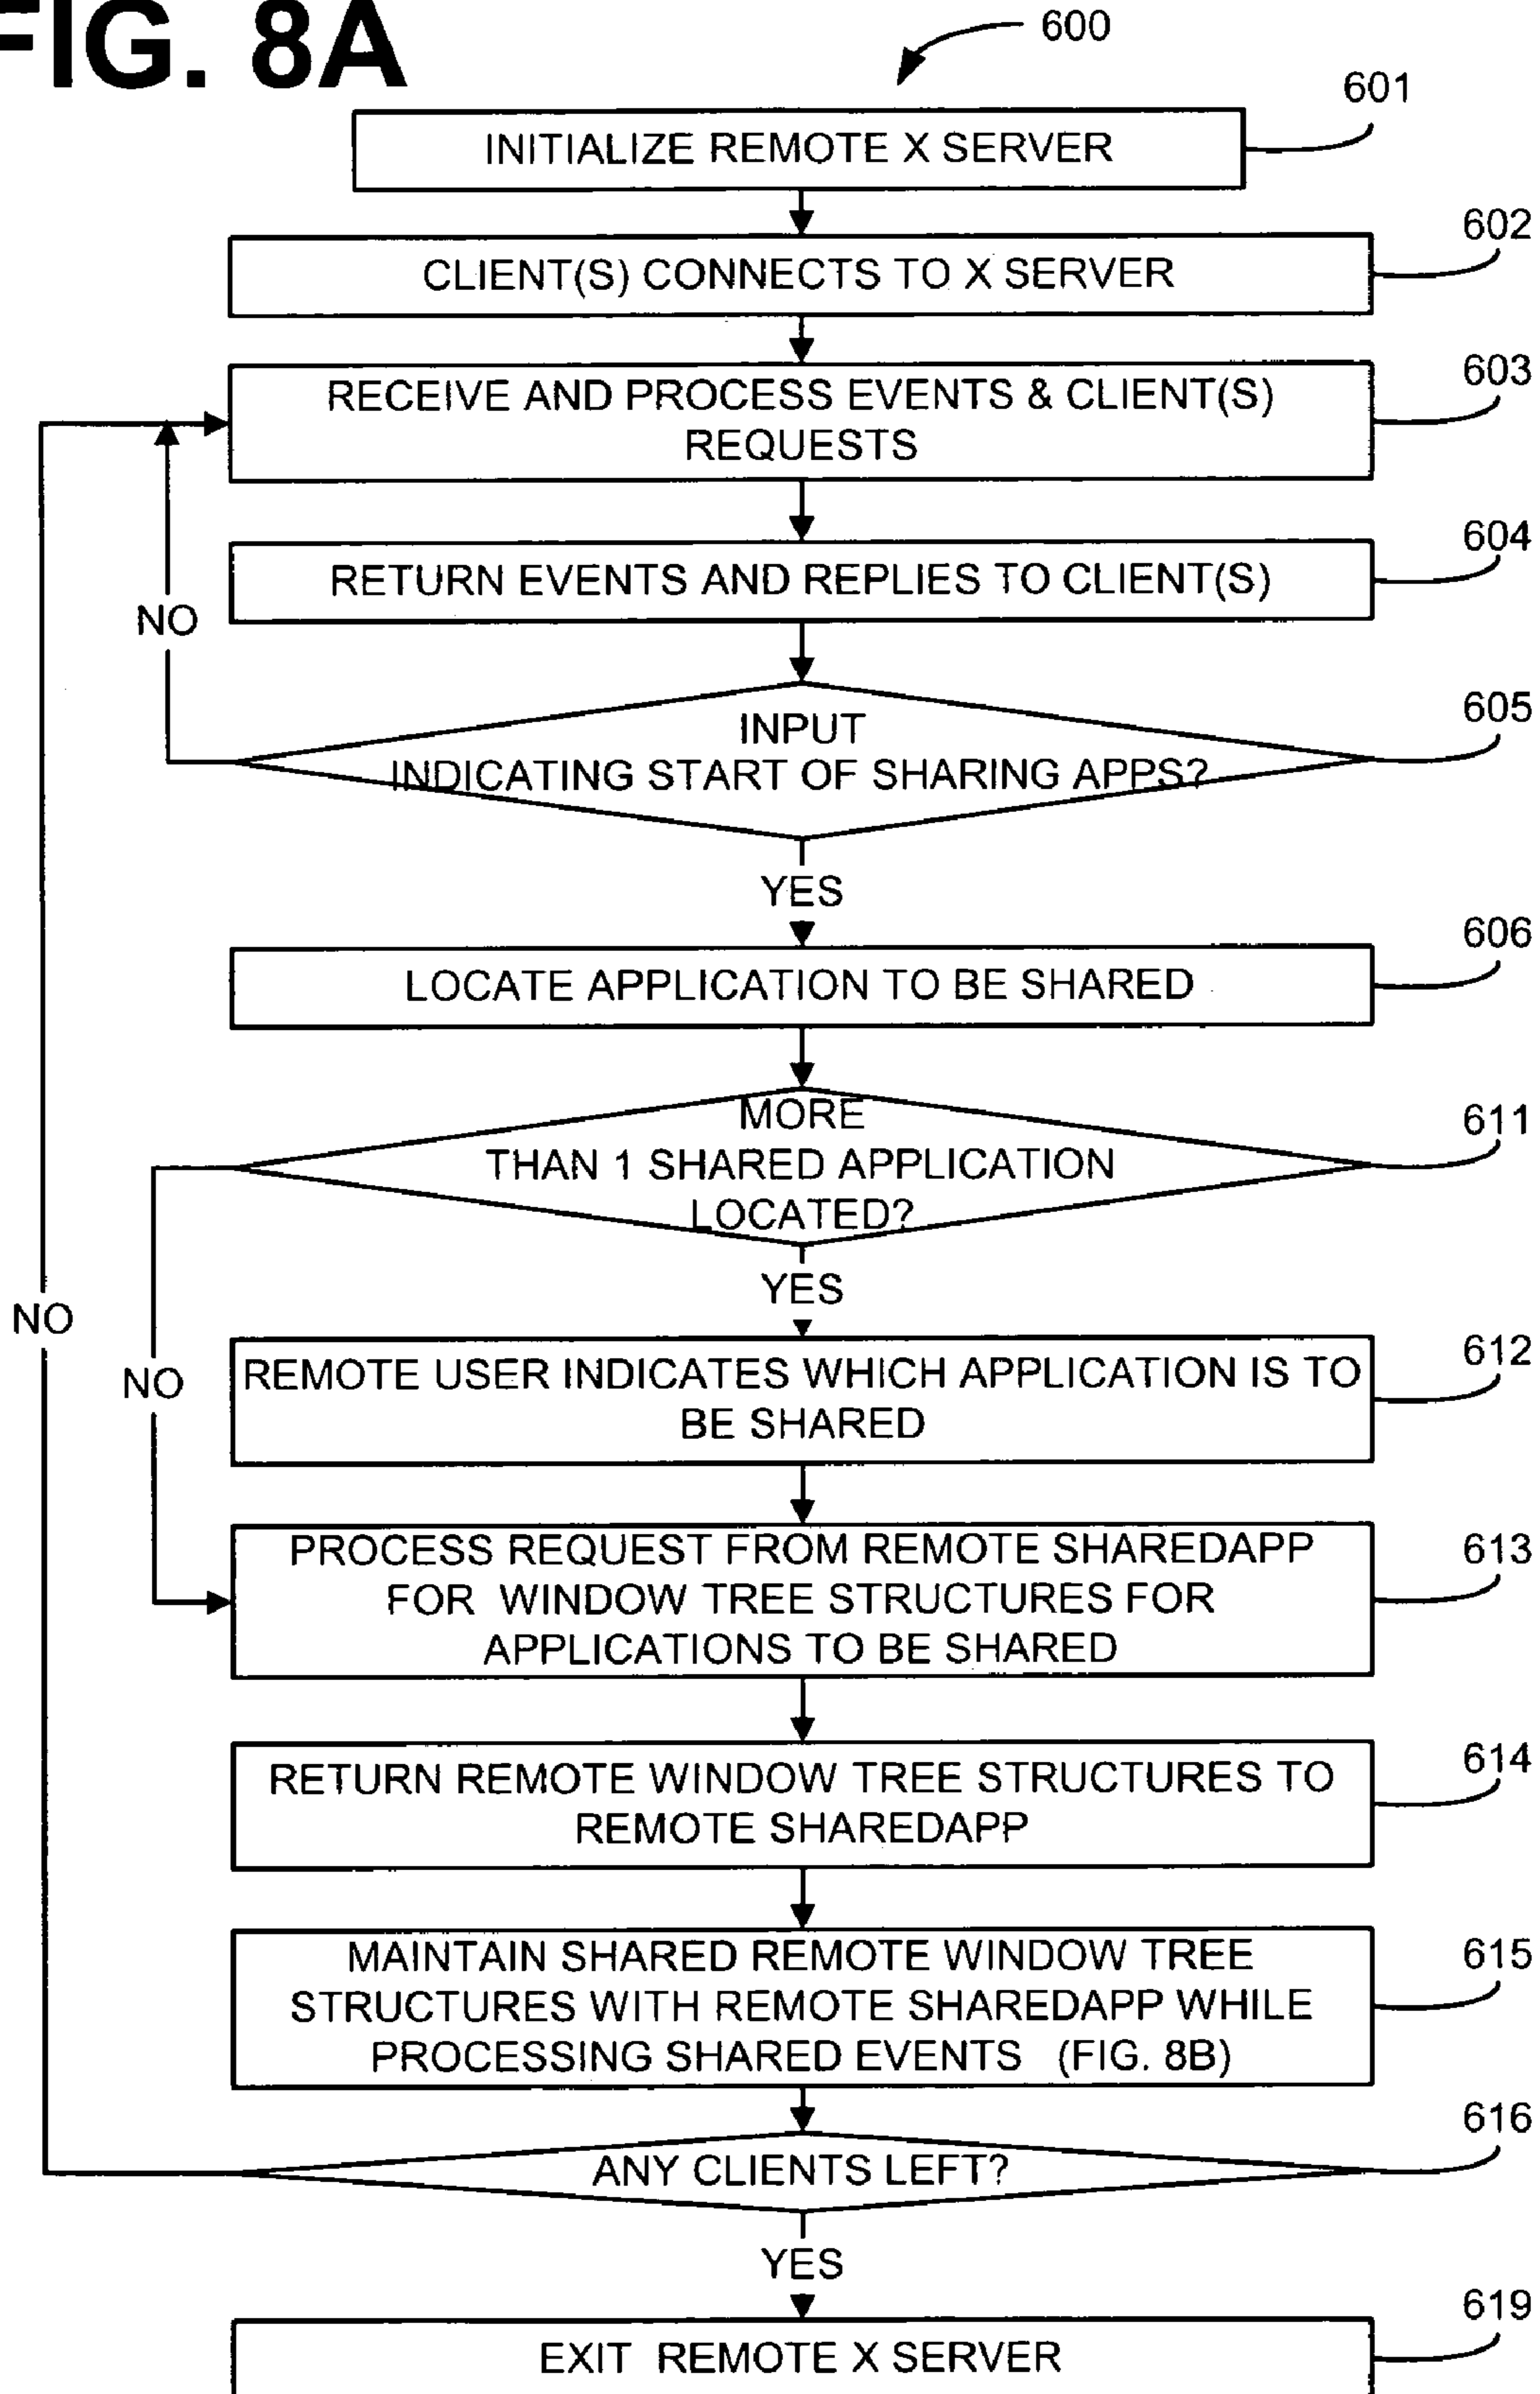 FIG. 8A
600
601
INITIALIZE REMOTE X SERVER
602
CLIENT(S) CONNECTS TO X SERVER
603
RECEIVE AND PROCESS EVENTS & CLIENT(S)
REQUESTS
604
RETURN EVENTS AND REPLIES TO CLIENT(S)
NO
605
INPUT
INDICATING START OF SHARING APPS?
YES
606
LOCATE APPLICATION TO BE SHARED
611
MORE
THAN 1 SHARED APPLICATION
LOCATED?
YES
NO
NO
612
REMOTE USER INDICATES WHICH APPLICATION IS TO
BE SHARED
613
PROCESS REQUEST FROM REMOTE SHAREDAPP
FOR WINDOW TREE STRUCTURES FOR
APPLICATIONS TO BE SHARED
614
RETURN REMOTE WINDOW TREE STRUCTURES TO
REMOTE SHAREDAPP
615
MAINTAIN SHARED REMOTE WINDOW TREE
STRUCTURES WITH REMOTE SHAREDAPP WHILE
PROCESSING SHARED EVENTS (FIG. 8B)
616
ANY CLIENTS LEFT?
YES
619
EXIT REMOTE X SERVER